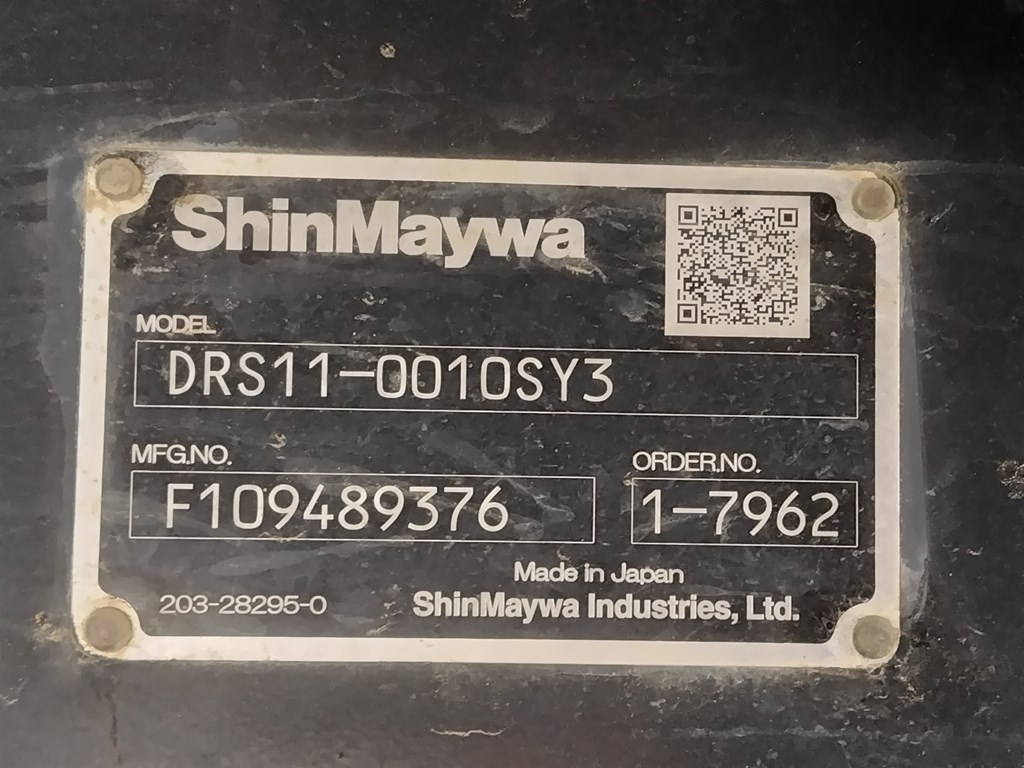 ShinMaywa
MODEL
DRS11-0010SY3
MFG.NO. ORDER.NO.
F109489376 1-7962
Made in Japan
203-28295-0 ShinMaywa Industries, Ltd.